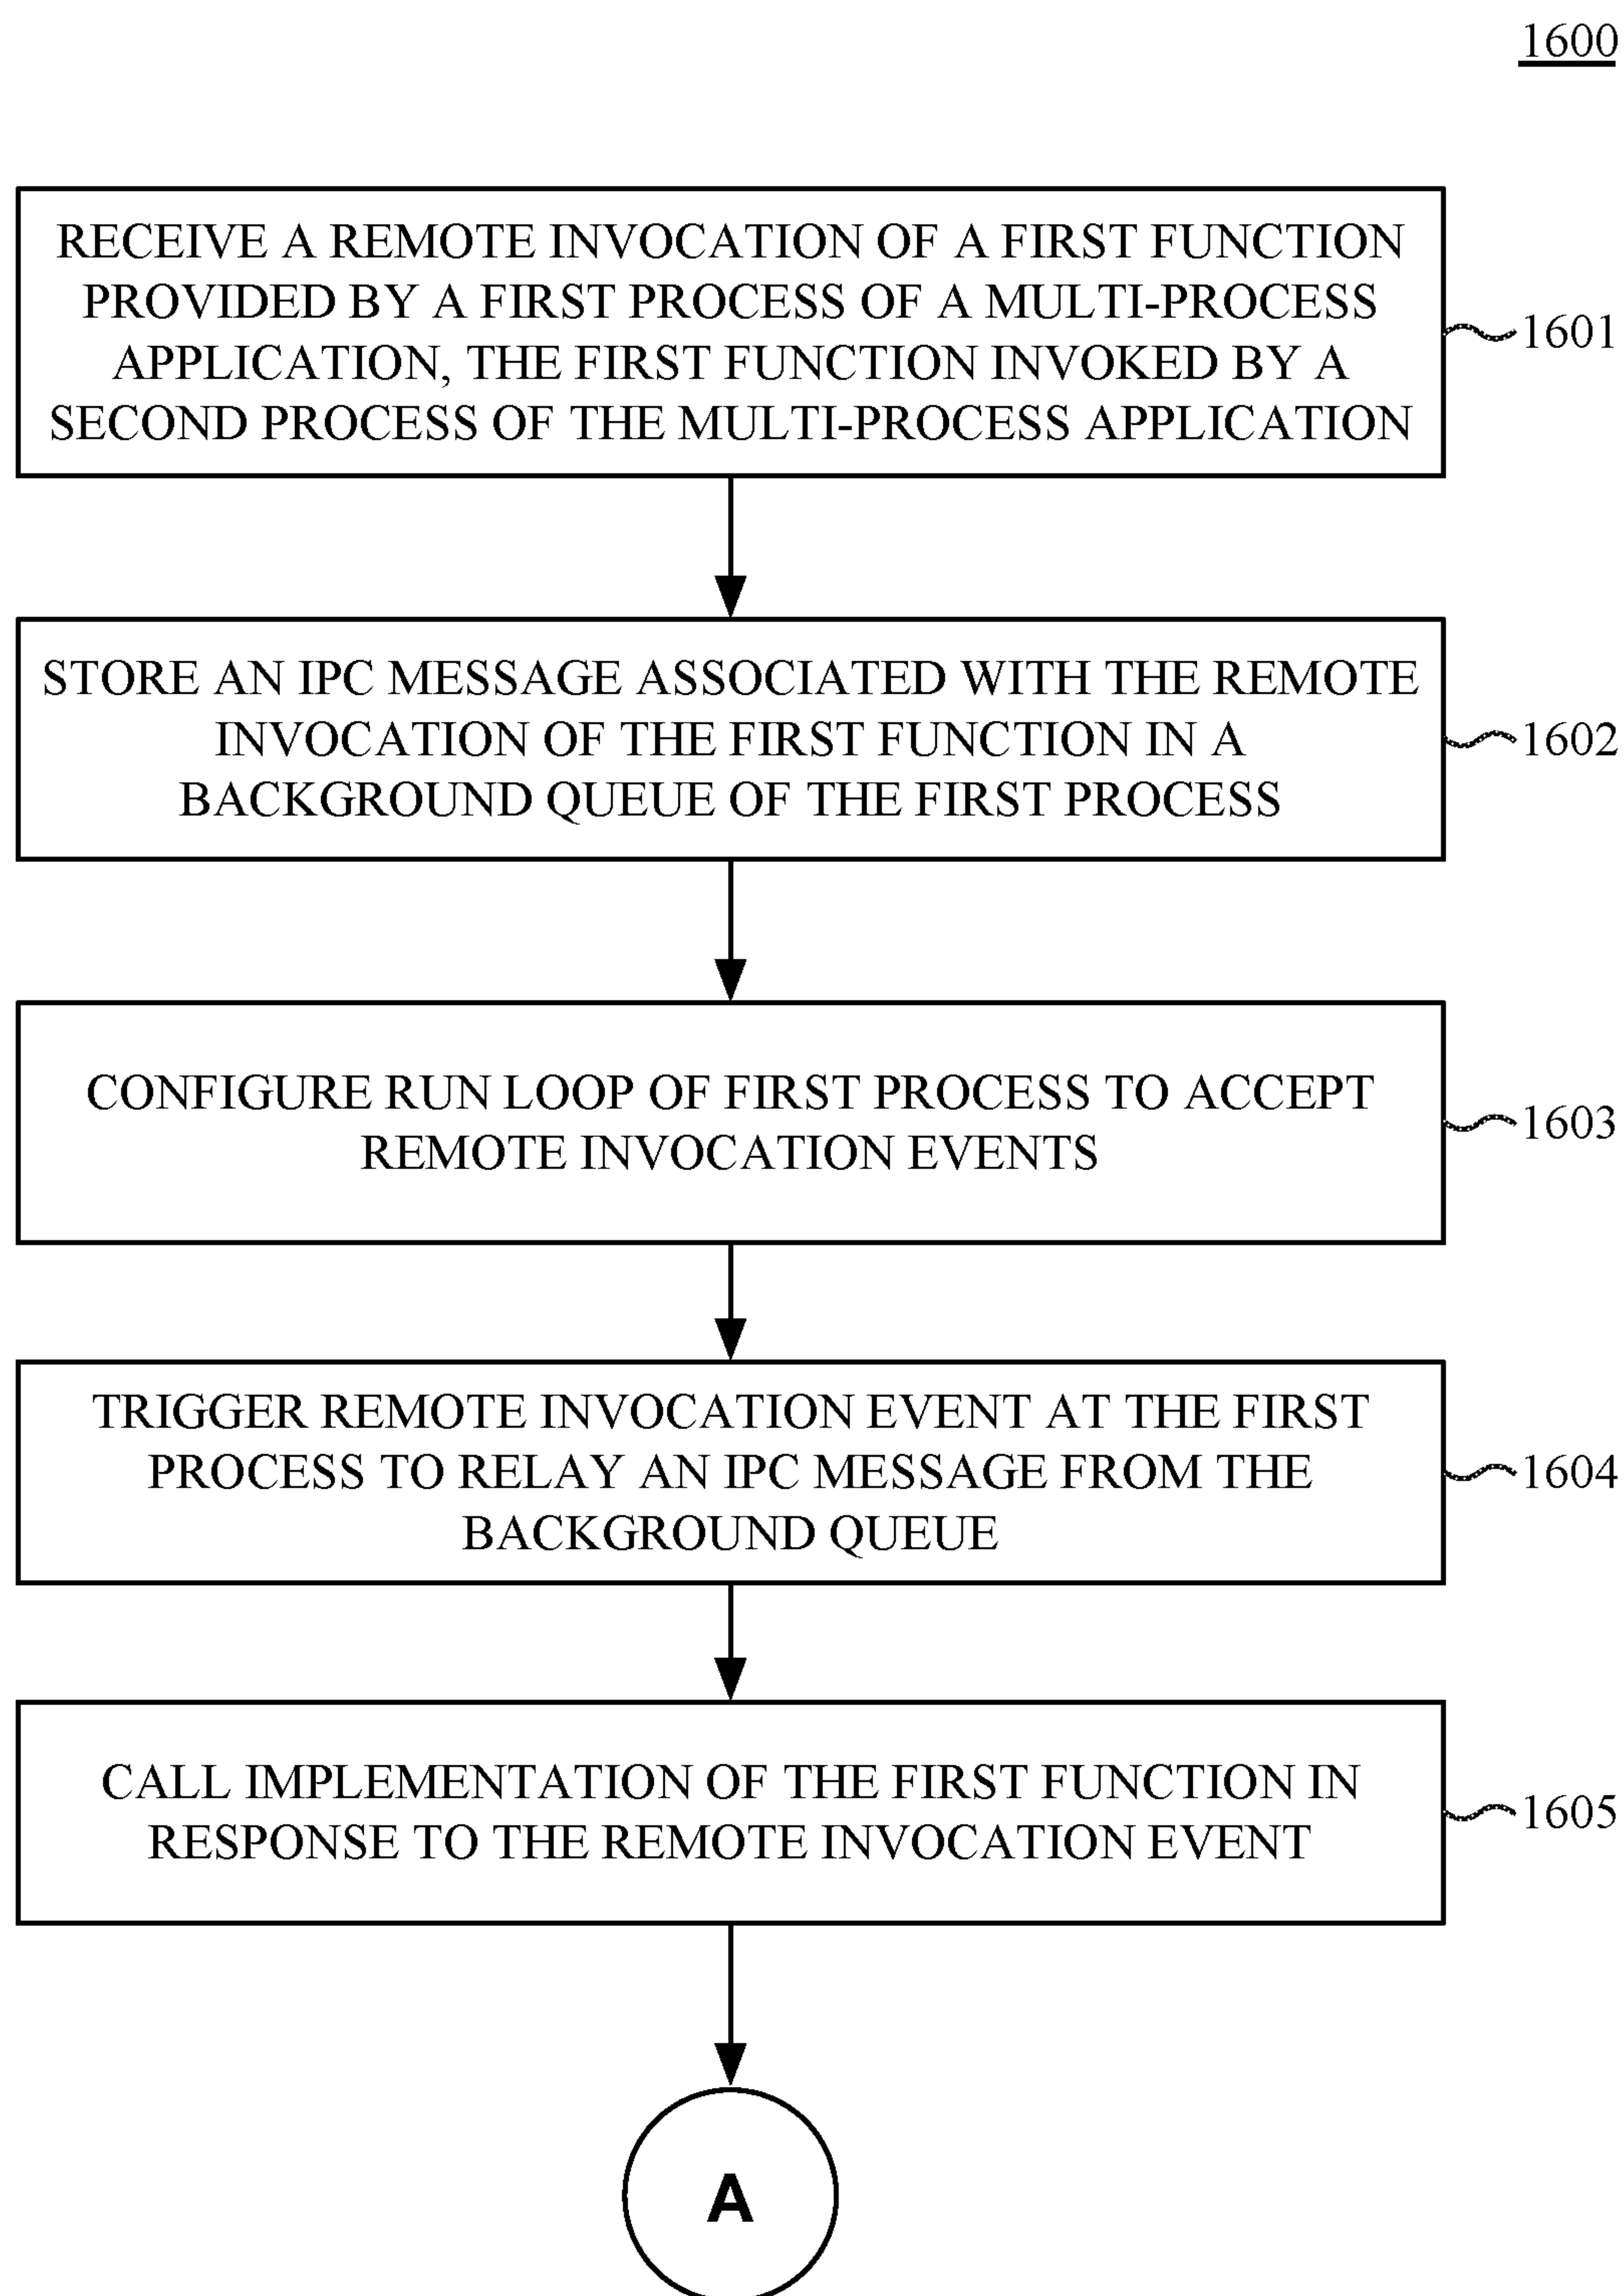 1600
RECEIVE A REMOTE INVOCATION OF A FIRST FUNCTION
PROVIDED BY A FIRST PROCESS OF A MULTI-PROCESS
APPLICATION, THE FIRST FUNCTION INVOKED BY A
SECOND PROCESS OF THE MULTI-PROCESS APPLICATION
1601
STORE AN IPC MESSAGE ASSOCIATED WITH THE REMOTE
INVOCATION OF THE FIRST FUNCTION IN A
BACKGROUND QUEUE OF THE FIRST PROCESS
1602
CONFIGURE RUN LOOP OF FIRST PROCESS TO ACCEPT
REMOTE INVOCATION EVENTS
1603
TRIGGER REMOTE INVOCATION EVENT AT THE FIRST
PROCESS TO RELAY AN IPC MESSAGE FROM THE
BACKGROUND QUEUE
1604
CALL IMPLEMENTATION OF THE FIRST FUNCTION IN
RESPONSE TO THE REMOTE INVOCATION EVENT
1605
A